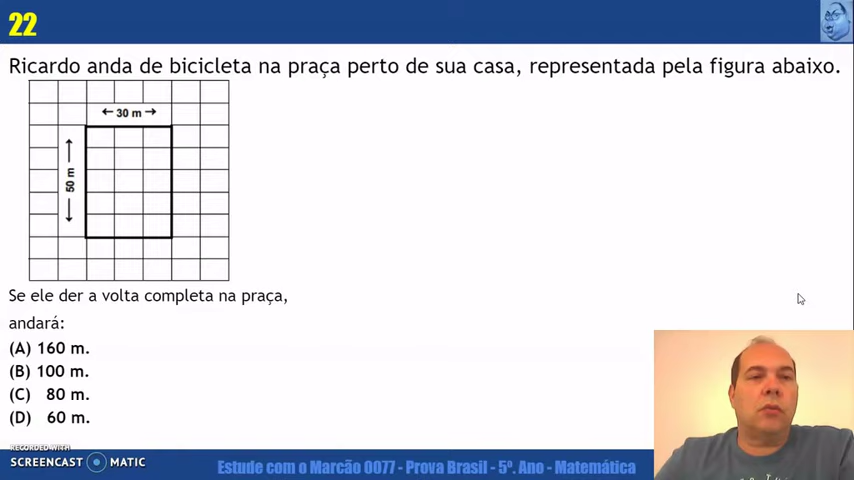 22
Ricardo anda de bicicleta na praça perto de sua casa, representada pela figura abaixo.
30 m
50 m
Se ele der a volta completa na praça,
andará:
(A) 160 m.
(B) 100 m.
(C) 80 m.
(D) 60 m.
RECORDED WITH
SCREENCAST MATIC
Estude com o Marcão 0077 - Prova Brasil - 5º. Ano - Matemática